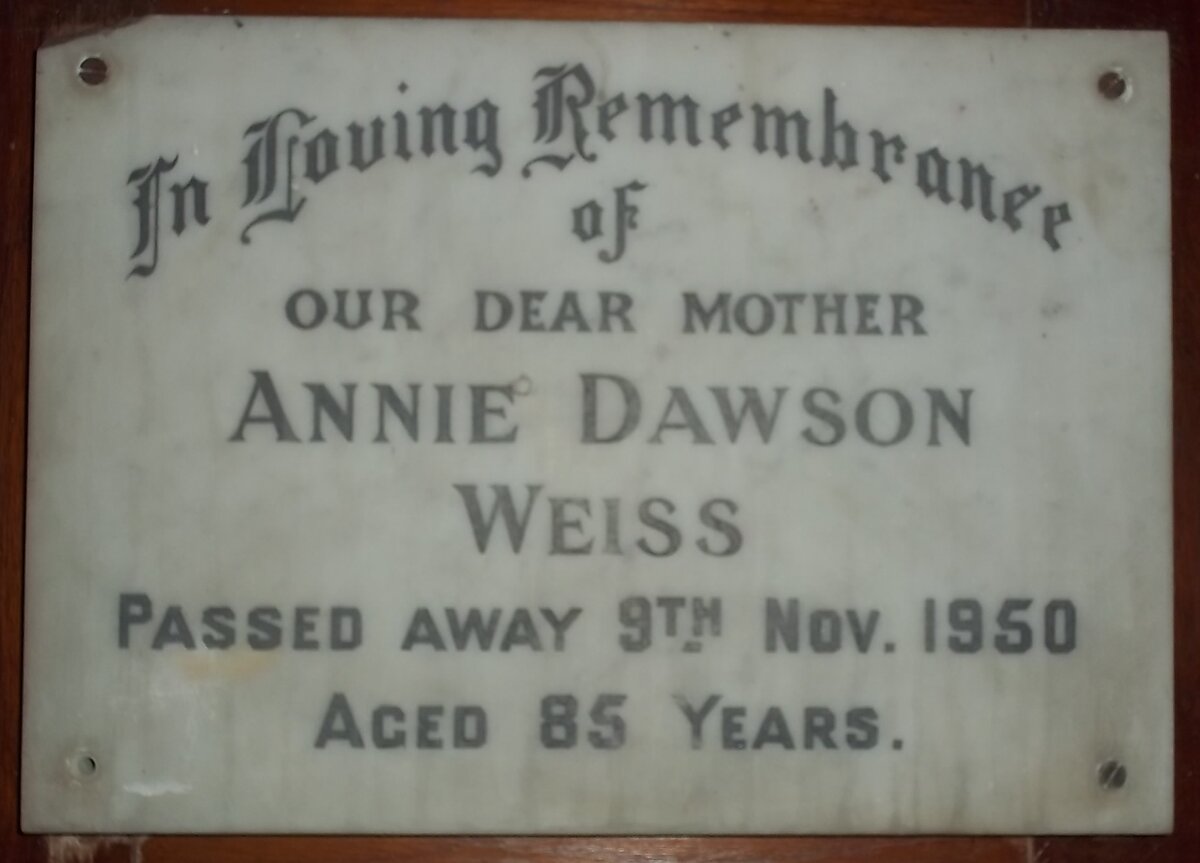 In Loving Remembrance
of
OUR DEAR MOTHER
ANNIE DAWSON
WEISS
PASSED AWAY 9TH NOV. 1950
AGED 85 YEARS.